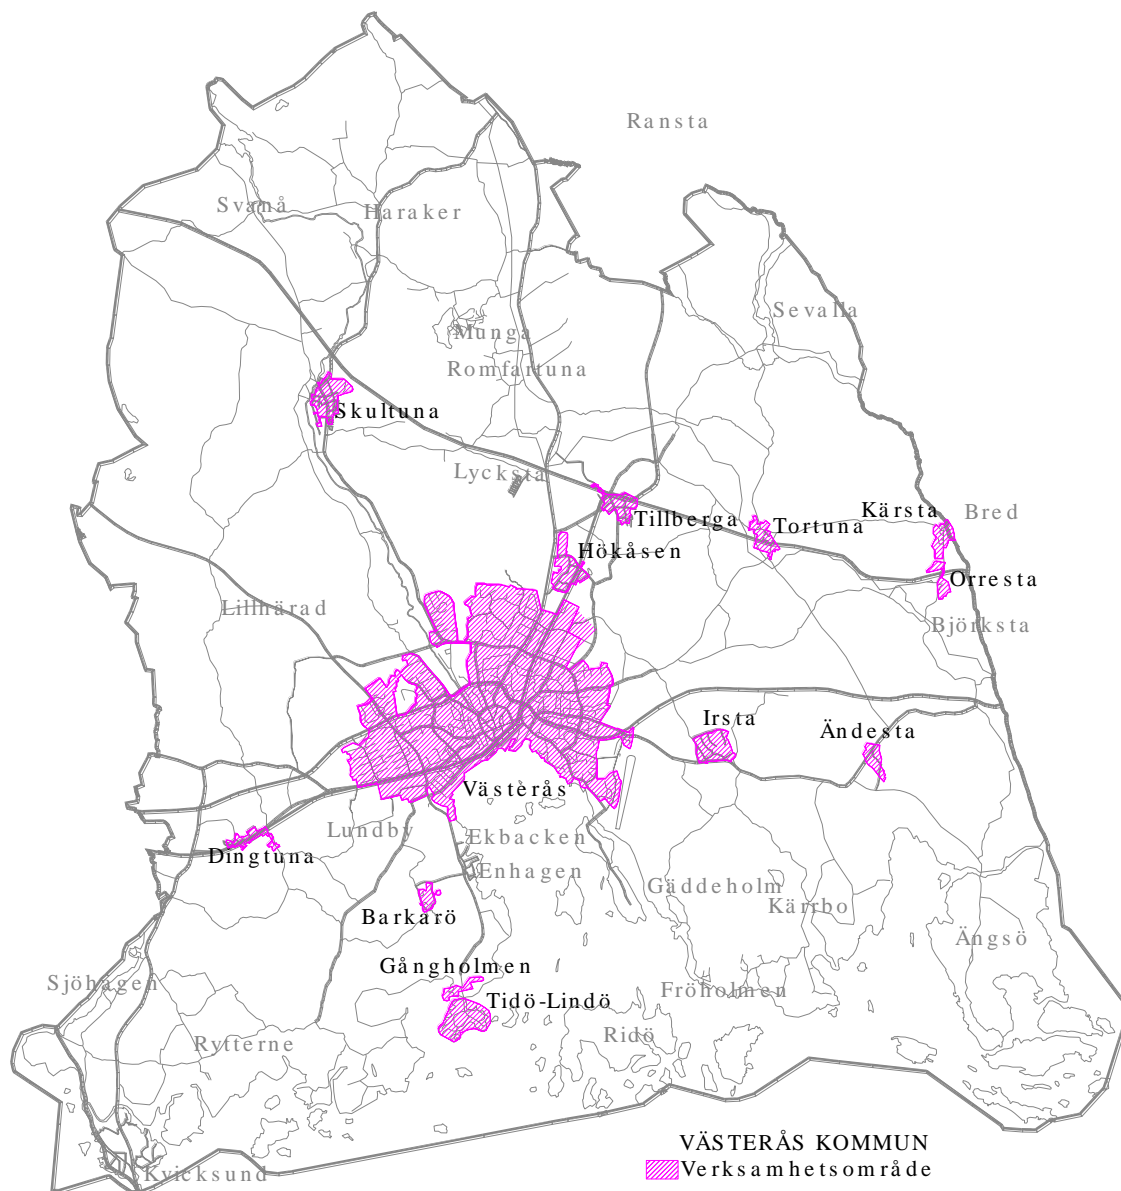 Ransta
Svanå
Haraker
Sevalla
Munga
Romfartuna
Skultuna
Lycksta
Kärsta
Bred
Tillberga
Tortuna
Hökåsen
Orresta
Lillhärad
Björksta
Irsta
Ändesta
Västerås
Lundby
Ekbacken
Dingtuna
Enhagen
Gäddeholm
Kärrbo
Barkarö
Ängsö
Gångholmen
Sjöhagen
Fröholmen
Tidö-Lindö
Ridö
Rytterne
VÄSTERÅS KOMMUN
Verksamhetsområde
Kvicksund